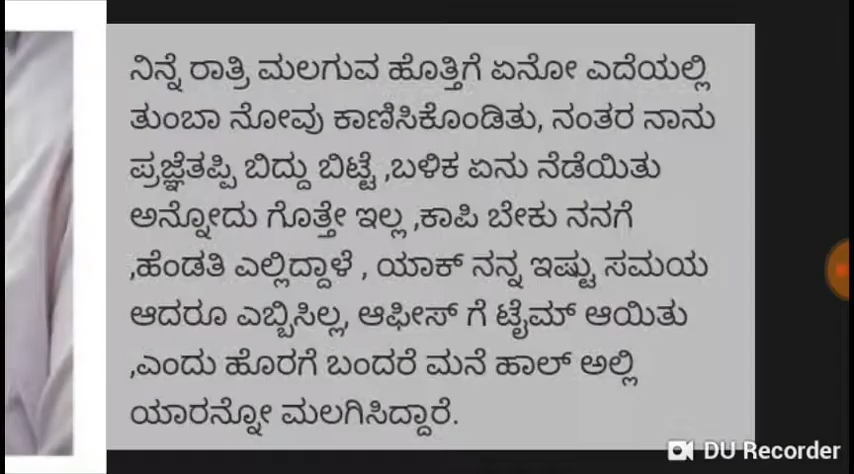 ನಿನ್ನೆ ರಾತ್ರಿ ಮಲಗುವ ಹೊತ್ತಿಗೆ ಏನೋ ಎದೆಯಲ್ಲಿ
ತುಂಬಾ ನೋವು ಕಾಣಿಸಿಕೊಂಡಿತು, ನಂತರ ನಾನು
ಪ್ರಜ್ಞೆತಪ್ಪಿ ಬಿದ್ದು ಬಿಟ್ಟೆ ,ಬಳಿಕ ಏನು ನೆಡೆಯಿತು
ಅನ್ನೋದು ಗೊತ್ತೇ ಇಲ್ಲ ,ಕಾಪಿ ಬೇಕು ನನಗೆ
,ಹೆಂಡತಿ ಎಲ್ಲಿದ್ದಾಳೆ , ಯಾಕ್ ನನ್ನ ಇಷ್ಟು ಸಮಯ
ಆದರೂ ಎಬ್ಬಿಸಿಲ್ಲ, ಆಫೀಸ್ ಗೆ ಟೈಮ್ ಆಯಿತು
,ಎಂದು ಹೊರಗೆ ಬಂದರೆ ಮನೆ ಹಾಲ್ ಅಲ್ಲಿ
ಯಾರನ್ನೋ ಮಲಗಿಸಿದ್ದಾರೆ.
DU Recorder